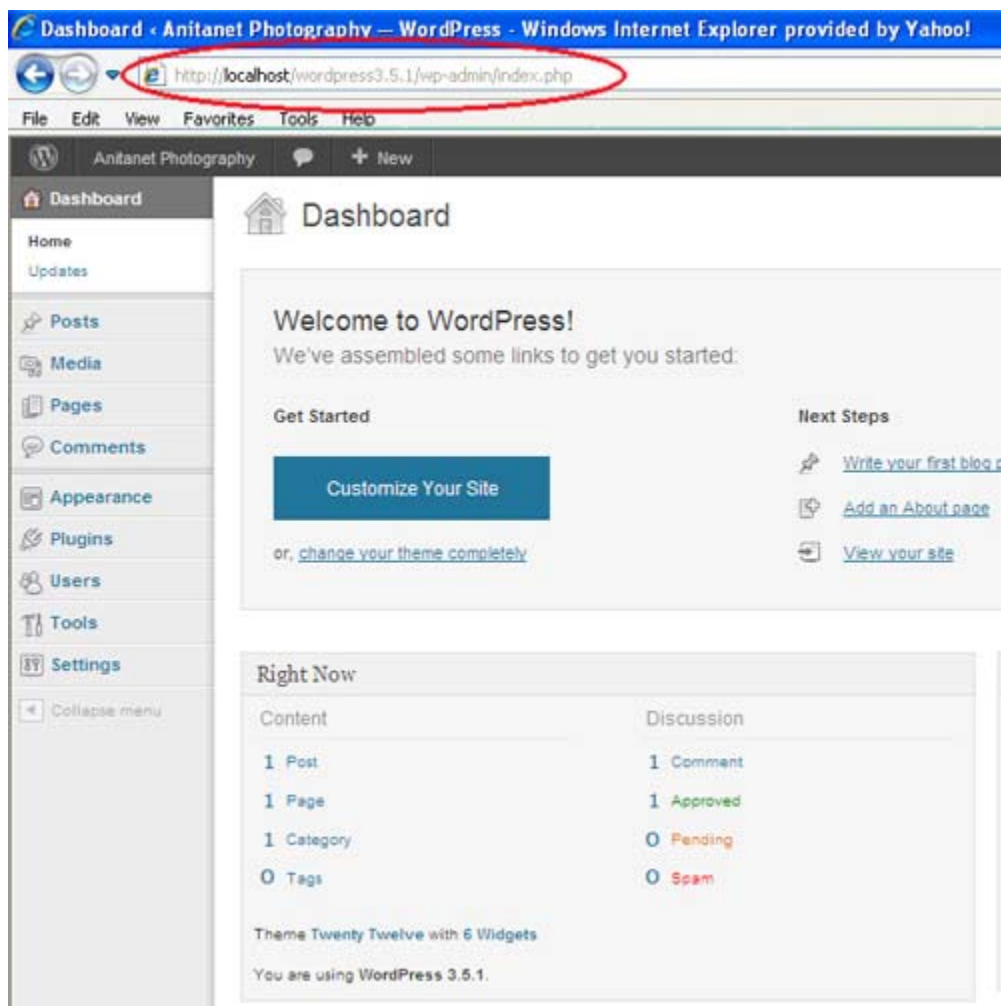 Dashboard ‹ Anitanet Photography — WordPress - Windows Internet Explorer provided by Yahoo!
http://localhost/wordpress3.5.1/wp-admin/index.php
File Edit View Favorites Tools Help
Anitanet Photography + New
Dashboard
Home
Updates
Posts
Media
Pages
Comments
Appearance
Plugins
Users
Tools
Settings
Collapse menu
Dashboard
Welcome to WordPress!
We've assembled some links to get you started:
Get Started
Customize Your Site
or, change your theme completely
Next Steps
Write your first blog
Add an About page
View your site
Right Now
Content
1 Post
1 Page
1 Category
0 Tags
Discussion
1 Comment
1 Approved
0 Pending
0 Spam
Theme Twenty Twelve with 6 Widgets
You are using WordPress 3.5.1.